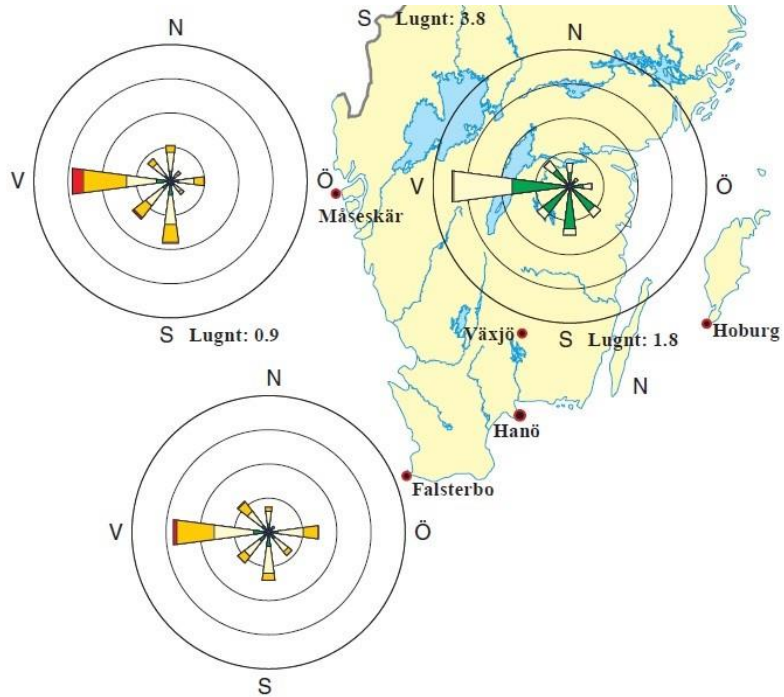 S Lugnt: 3.8
N
N
V
Ö
V
Ö
Måseskär
S Lugnt: 0.9
Växjö
S Lugnt: 1.8
Hoburg
N
N
Hanö
Falsterbo
V
Ö
S